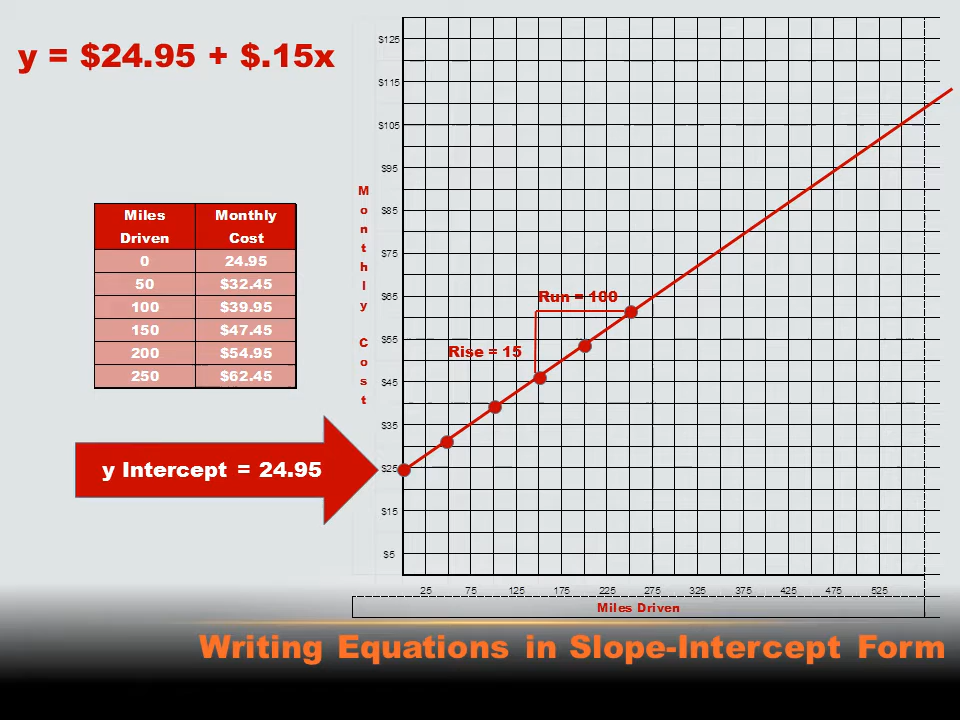 y = $24.95 + $.15x
$125
$115
$105
$95
$85
$75
$65
$55
$45
$35
$25
$15
$5
Monthly Cost
Miles Driven
Monthly Cost
0 24.95
50 $32.45
100 $39.95
150 $47.45
200 $54.95
250 $62.45
Run = 100
Rise = 15
y Intercept = 24.95
25 75 125 175 225 275 325 375 425 475 525
Miles Driven
Writing Equations in Slope-Intercept Form